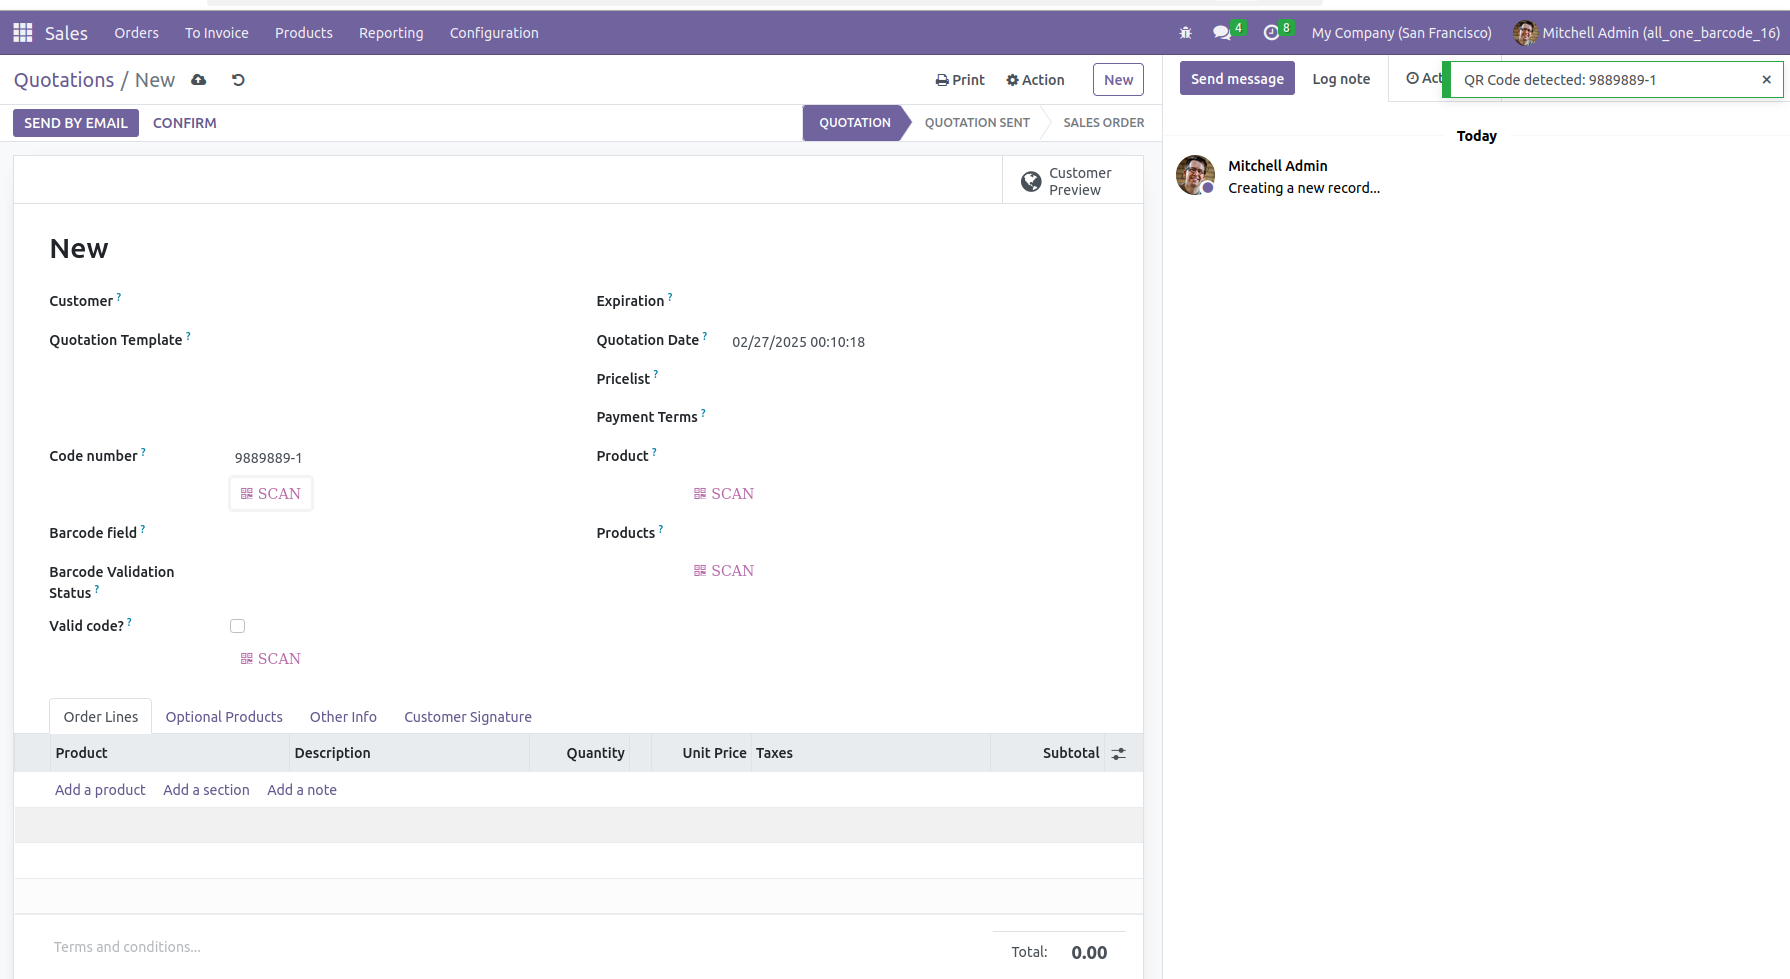 Sales Orders To Invoice Products Reporting Configuration 4 8 My Company (San Francisco) Mitchell Admin (all_one_barcode_16)
Quotations / New Print Action New
Send message Log note Act
QR Code detected: 9889889-1 ×
SEND BY EMAIL CONFIRM QUOTATION QUOTATION SENT SALES ORDER
Today
Mitchell Admin
Creating a new record...
Customer
Preview
New
Customer ? Expiration ?
Quotation Template ? Quotation Date ? 02/27/2025 00:10:18
Pricelist ?
Payment Terms ?
Code number ? 9889889-1 Product ?
SCAN SCAN
Barcode field ? Products ?
Barcode Validation
Status ?
SCAN
Valid code? ?
SCAN
Order Lines Optional Products Other Info Customer Signature
Product Description Quantity Unit Price Taxes Subtotal
Add a product Add a section Add a note
Terms and conditions...
Total: 0.00